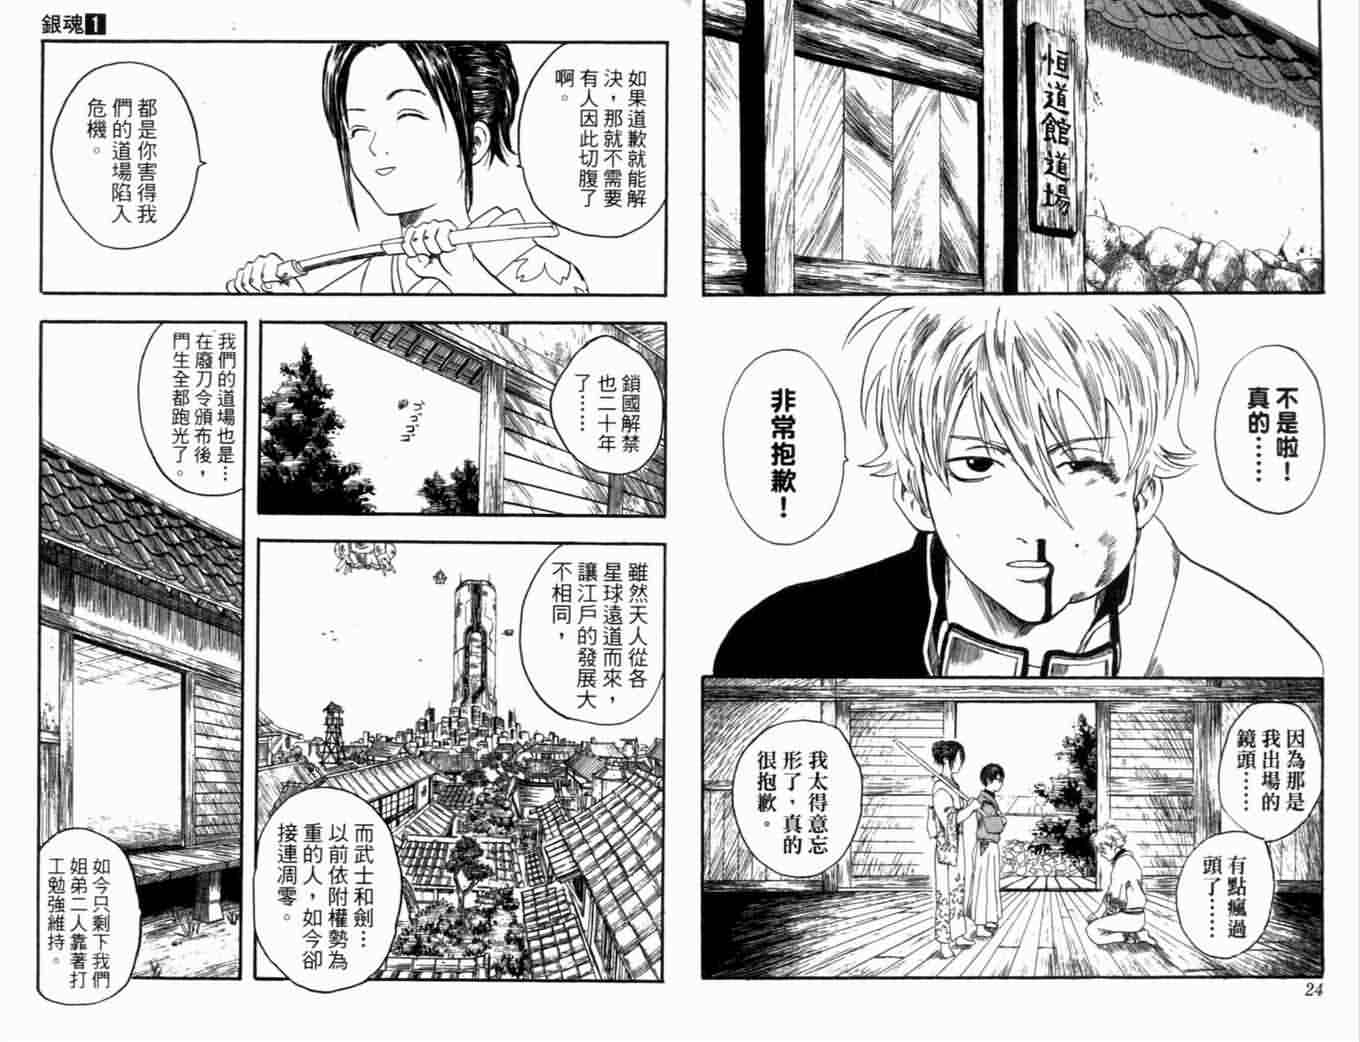 恒道館道場
不是啦！
真的……
非常抱歉！
因為那是
我出場的
鏡頭……
有點瘋過
頭了……
我太得意忘
形了，真的
很抱歉。
24
銀魂1
如果道歉就能解
決，那就不需要
有人因此切腹了
啊。
都是你害得我
們的道場陷入
危機。
鎖國解禁
也二十年
了……
我們的道場也是…
在廢刀令頒布後，
門生全都跑光了。
雖然天人從各
星球遠道而來，
讓江戶的發展大
不相同，
而武士和劍…
以前依附權勢為
重的人，如今卻
接連凋零。
如今只剩下我們
姐弟二人靠著打
工勉強維持。